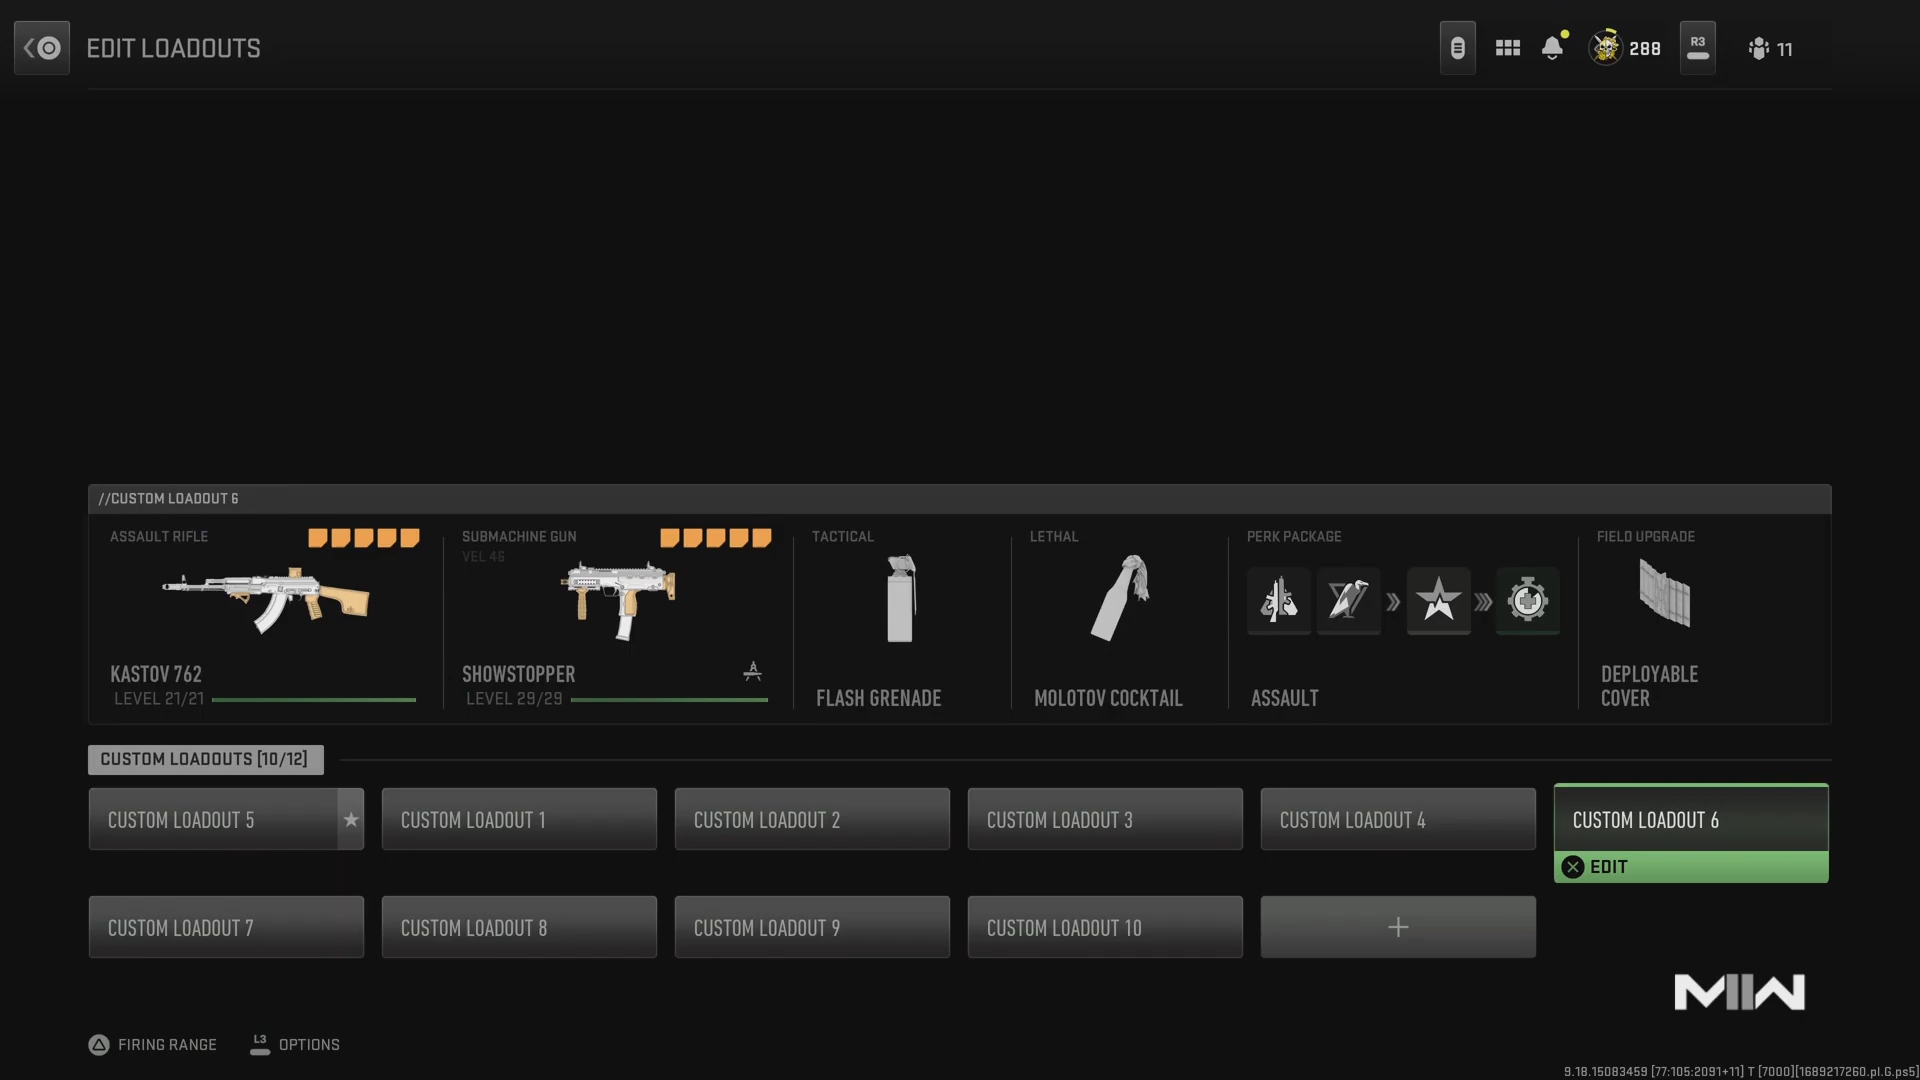 EDIT LOADOUTS
288
R3
11
//CUSTOM LOADOUT 6
ASSAULT RIFLE
KASTOV 762
LEVEL 21/21
SUBMACHINE GUN
VEL 46
SHOWSTOPPER
LEVEL 29/29
TACTICAL
FLASH GRENADE
LETHAL
MOLOTOV COCKTAIL
PERK PACKAGE
ASSAULT
FIELD UPGRADE
DEPLOYABLE
COVER
CUSTOM LOADOUTS [10/12]
CUSTOM LOADOUT 5
CUSTOM LOADOUT 1
CUSTOM LOADOUT 2
CUSTOM LOADOUT 3
CUSTOM LOADOUT 4
CUSTOM LOADOUT 6
EDIT
CUSTOM LOADOUT 7
CUSTOM LOADOUT 8
CUSTOM LOADOUT 9
CUSTOM LOADOUT 10
+
MIIW
FIRING RANGE
L3
OPTIONS
9.18.15083459 [77:105:2091+11] T [7000][1689217260.pl.G.ps5]